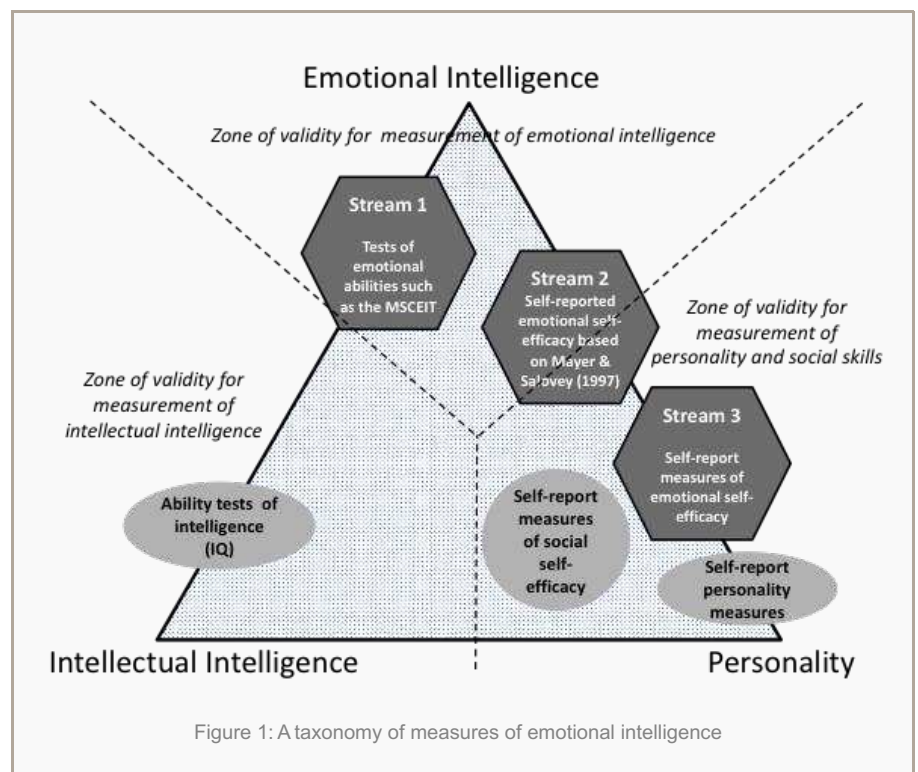 Emotional Intelligence
Zone of validity for measurement of emotional intelligence
Stream 1
Tests of
emotional
abilities such
as the MSCEIT
Stream 2
Self-reported
emotional self-
efficacy based
on Mayer &
Salovey (1997)
Zone of validity for
measurement of
personality and social skills
Zone of validity for
measurement of
intellectual intelligence
Stream 3
Self-report
measures of
emotional self-
efficacy
Ability tests of
intelligence
(IQ)
Self-report
measures
of social
self-
efficacy
Self-report
personality
measures
Intellectual Intelligence
Personality
Figure 1: A taxonomy of measures of emotional intelligence